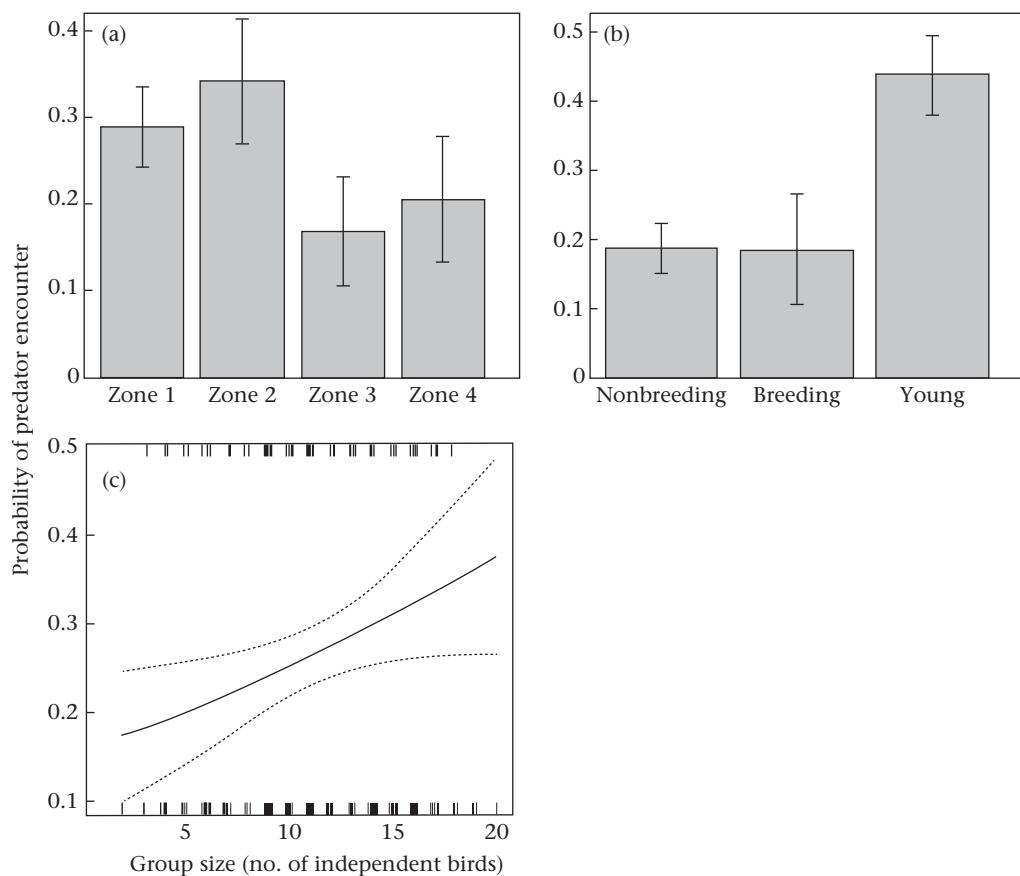 Probability of predator encounter
(a)
0.4
0.3
0.2
0.1
0
Zone 1 Zone 2 Zone 3 Zone 4
(b)
0.5
0.4
0.3
0.2
0.1
0
Nonbreeding Breeding Young
(c)
0.5
0.4
0.3
0.2
0.1
5 10 15 20
Group size (no. of independent birds)